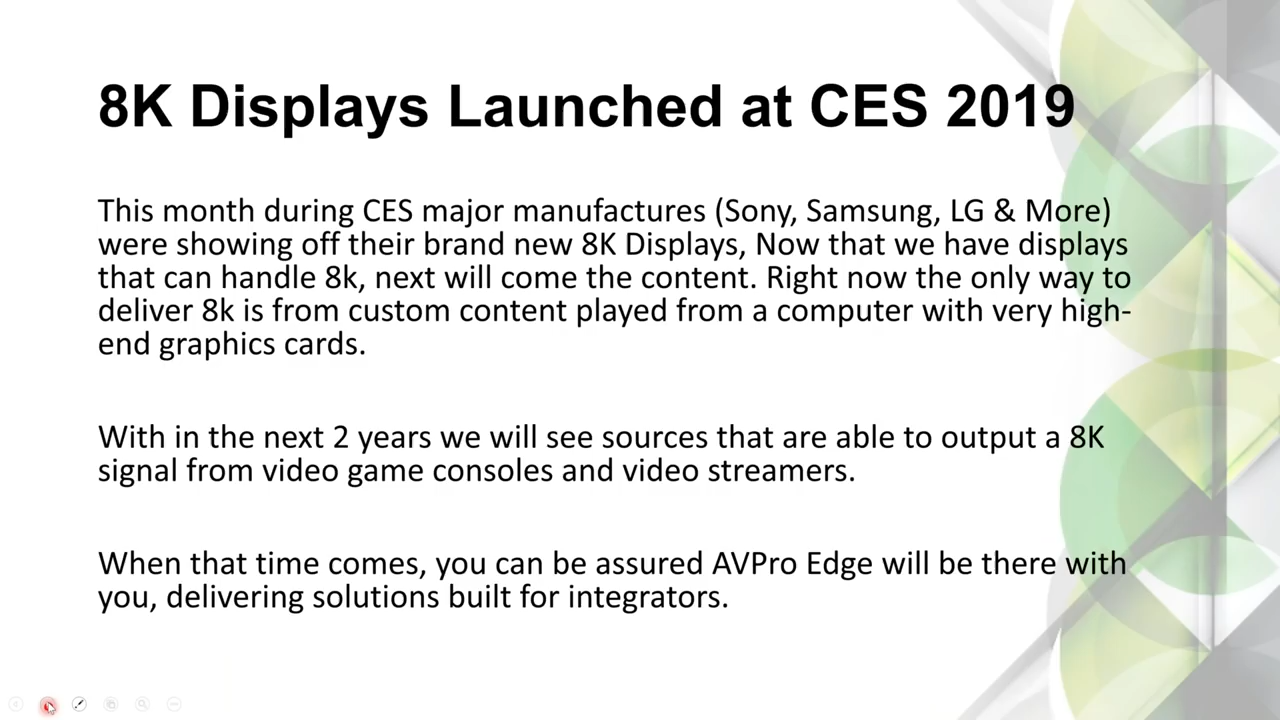 8K Displays Launched at CES 2019
This month during CES major manufactures (Sony, Samsung, LG & More)
were showing off their brand new 8K Displays, Now that we have displays
that can handle 8k, next will come the content. Right now the only way to
deliver 8k is from custom content played from a computer with very high-
end graphics cards.
With in the next 2 years we will see sources that are able to output a 8K
signal from video game consoles and video streamers.
When that time comes, you can be assured AVPro Edge will be there with
you, delivering solutions built for integrators.